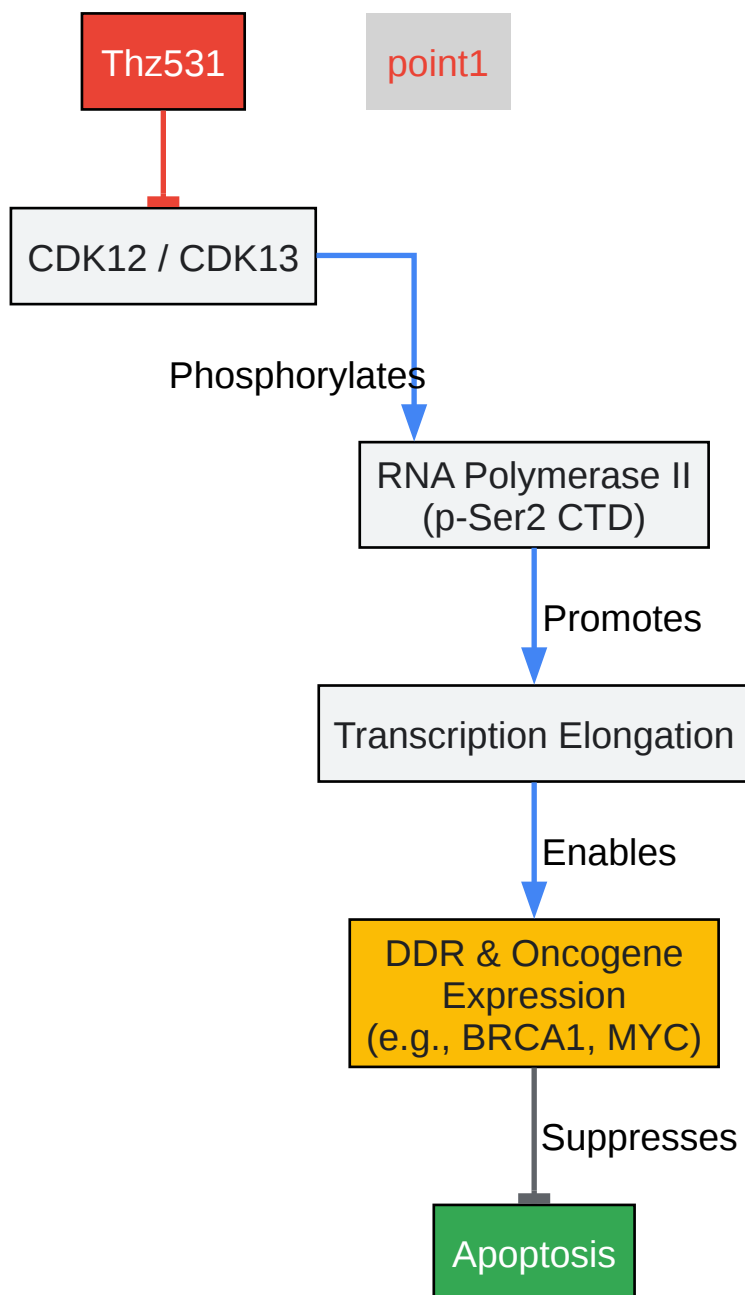 Thz531
point1
CDK12 / CDK13
Phosphorylates
RNA Polymerase II
(p-Ser2 CTD)
Promotes
Transcription Elongation
Enables
DDR & Oncogene
Expression
(e.g., BRCA1, MYC)
Suppresses
Apoptosis